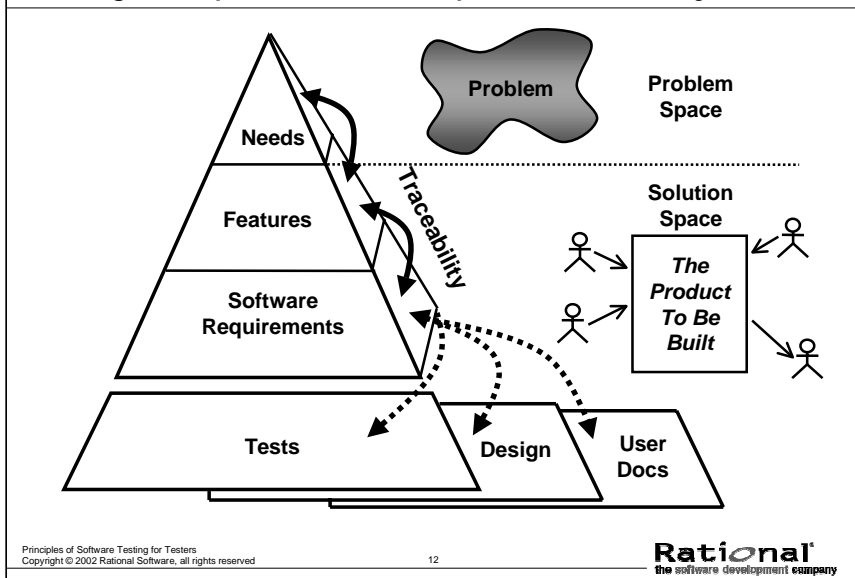 Needs
Features
Software
Requirements
Traceability
Problem
Problem
Space
Solution
Space
The
Product
To Be
Built
Tests
Design
User
Docs
Principles of Software Testing for Testers
Copyright © 2002 Rational Software, all rights reserved
12
Rational
the software development company